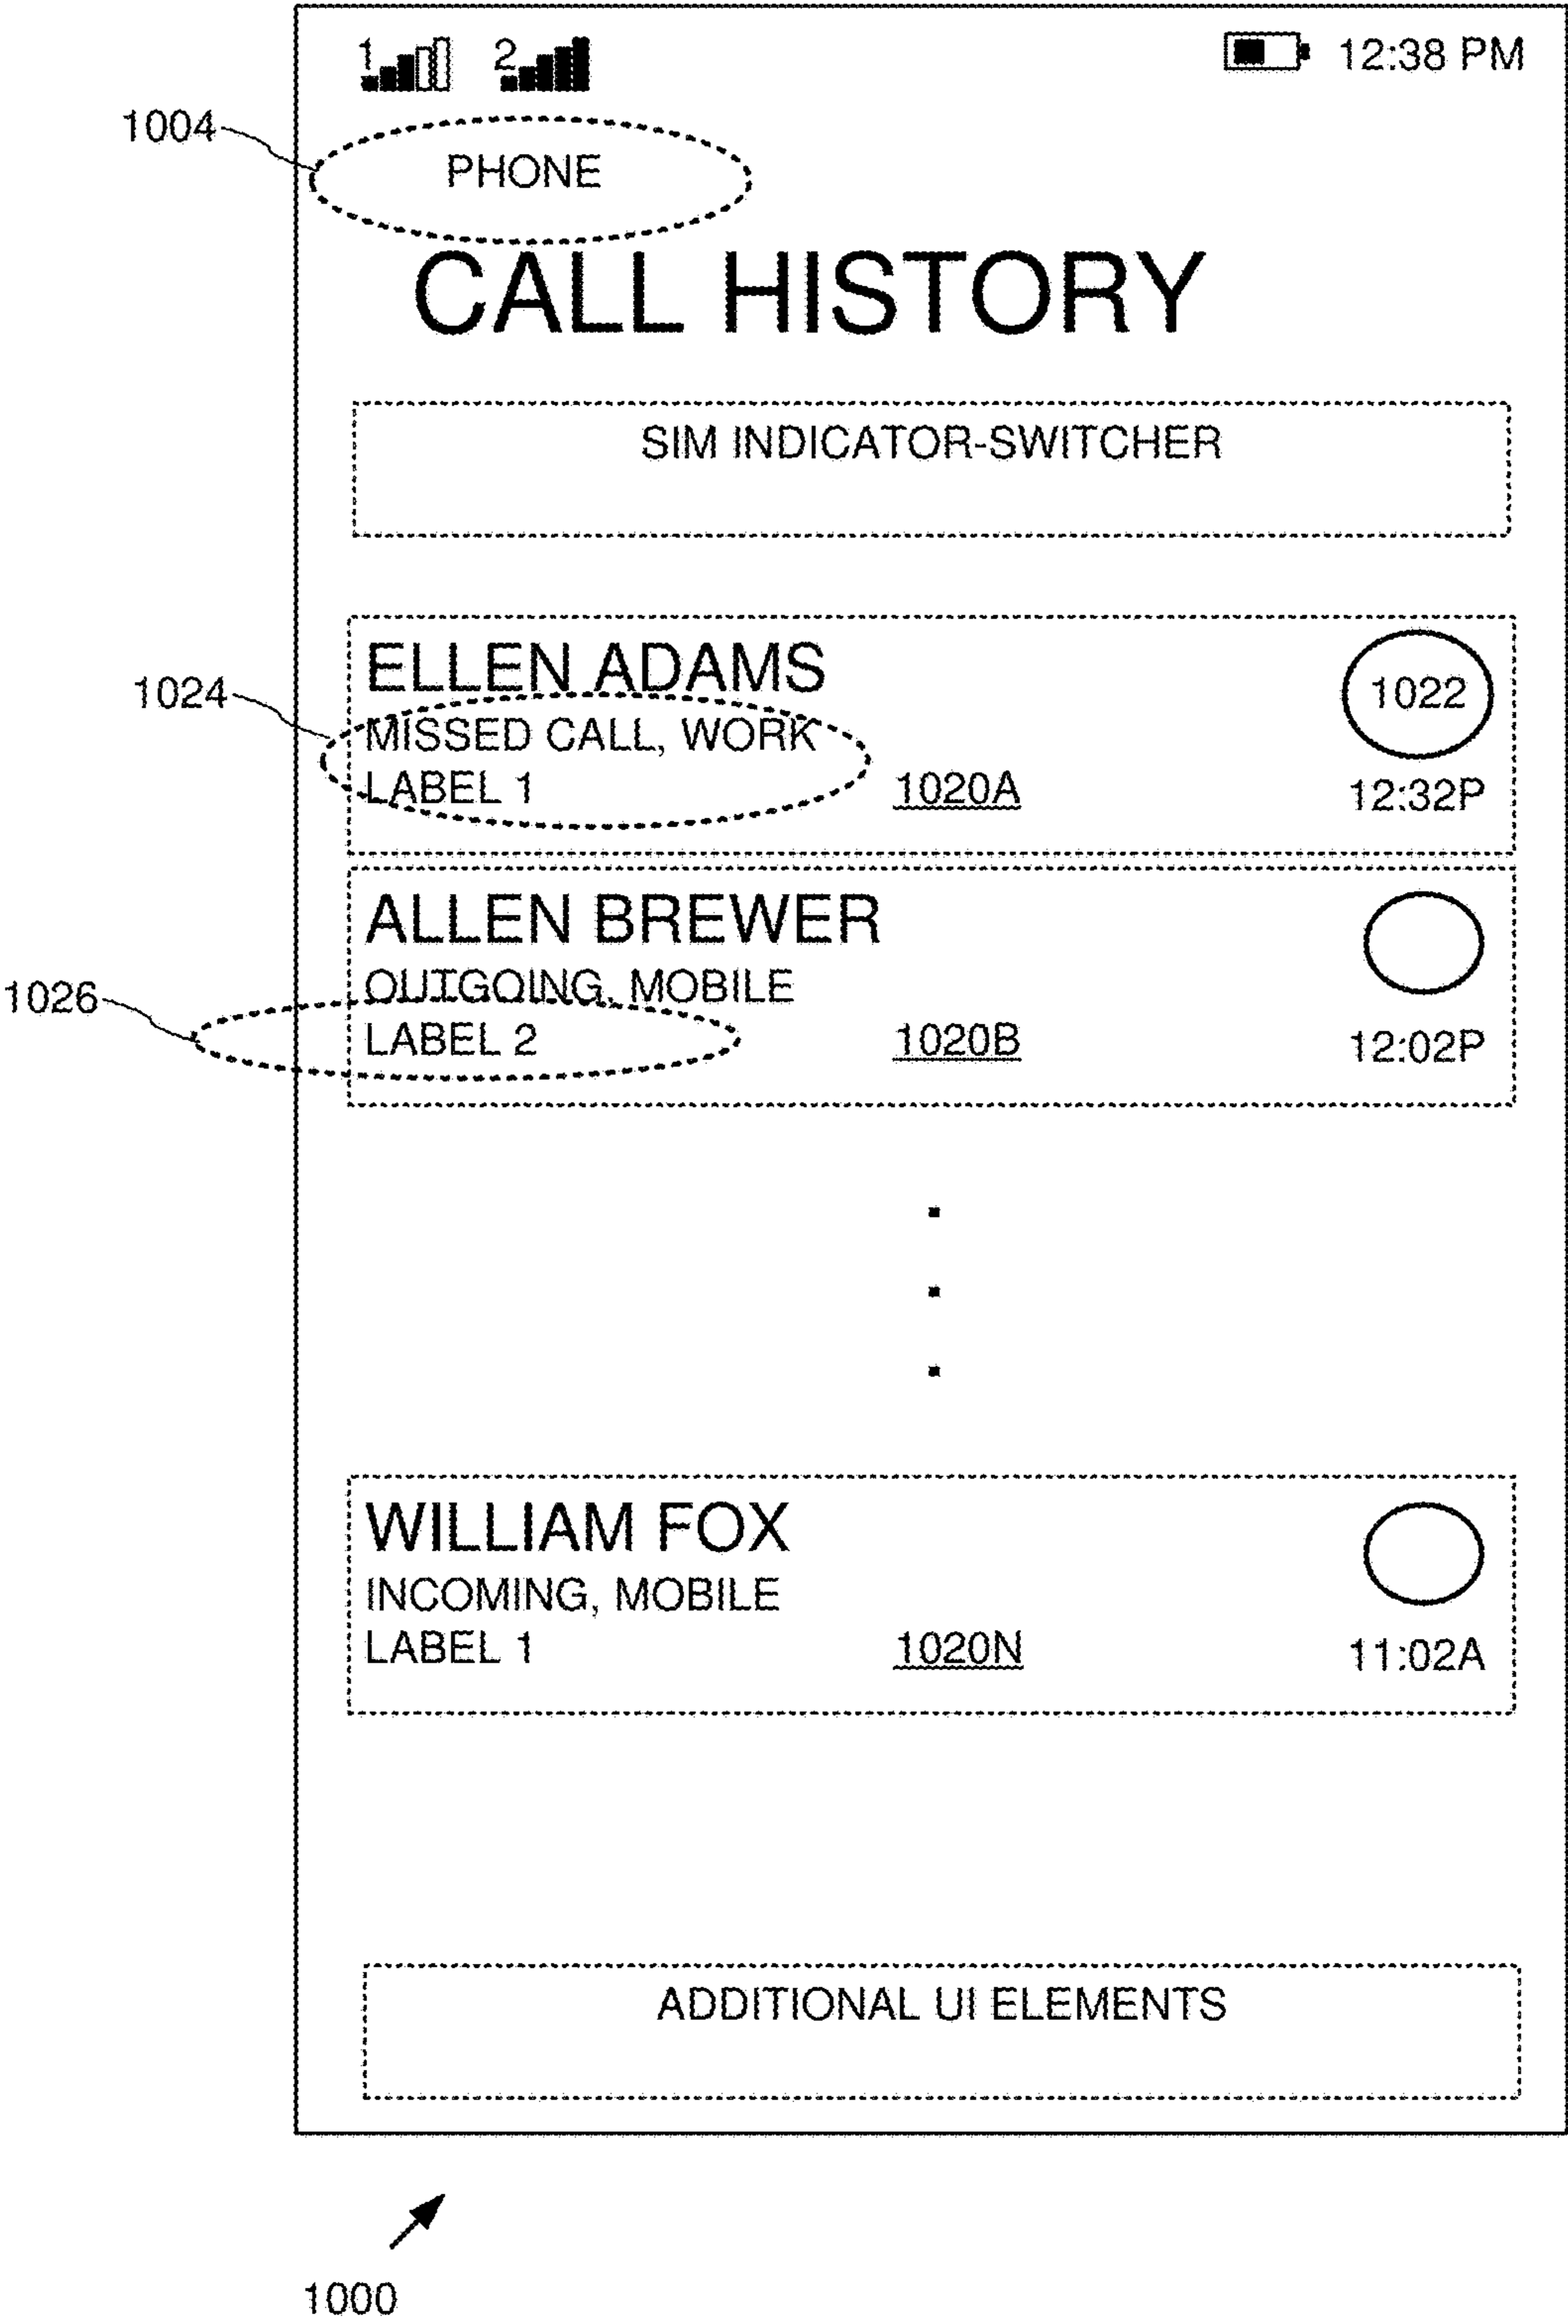 1 2 12:38 PM
1004
PHONE
CALL HISTORY
SIM INDICATOR-SWITCHER
ELLEN ADAMS
1022
1024
MISSED CALL, WORK
LABEL 1 1020A 12:32P
ALLEN BREWER
OUTGOING, MOBILE
1026
LABEL 2 1020B 12:02P
WILLIAM FOX
INCOMING, MOBILE
LABEL 1 1020N 11:02A
ADDITIONAL UI ELEMENTS
1000